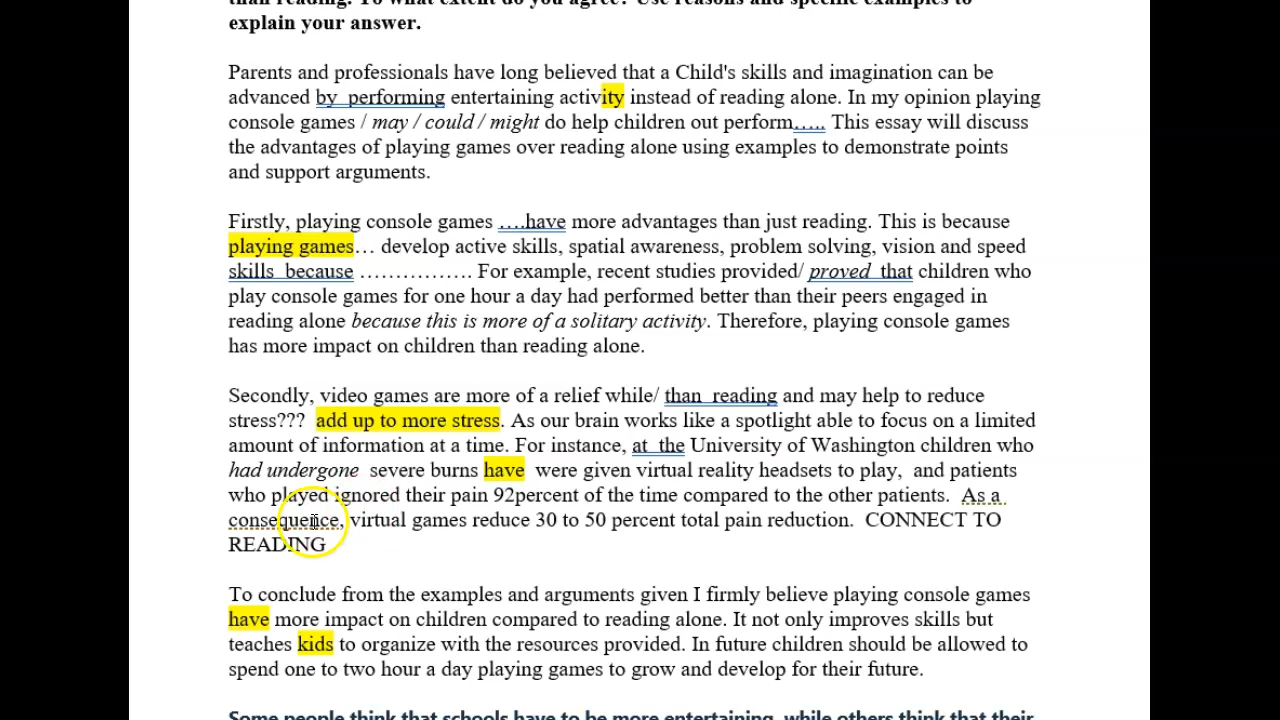 than reading. To what extent do you agree? Use reasons and specific examples to
explain your answer.
Parents and professionals have long believed that a Child's skills and imagination can be
advanced by performing entertaining activity instead of reading alone. In my opinion playing
console games / may / could / might do help children out perform….. This essay will discuss
the advantages of playing games over reading alone using examples to demonstrate points
and support arguments.
Firstly, playing console games ….have more advantages than just reading. This is because
playing games… develop active skills, spatial awareness, problem solving, vision and speed
skills because ……………. For example, recent studies provided/ proved that children who
play console games for one hour a day had performed better than their peers engaged in
reading alone because this is more of a solitary activity. Therefore, playing console games
has more impact on children than reading alone.
Secondly, video games are more of a relief while/ than reading and may help to reduce
stress??? add up to more stress. As our brain works like a spotlight able to focus on a limited
amount of information at a time. For instance, at the University of Washington children who
had undergone severe burns have were given virtual reality headsets to play, and patients
who played ignored their pain 92percent of the time compared to the other patients. As a
consequence, virtual games reduce 30 to 50 percent total pain reduction. CONNECT TO
READING
To conclude from the examples and arguments given I firmly believe playing console games
have more impact on children compared to reading alone. It not only improves skills but
teaches kids to organize with the resources provided. In future children should be allowed to
spend one to two hour a day playing games to grow and develop for their future.
Some people think that schools have to be more entertaining, while others think that their